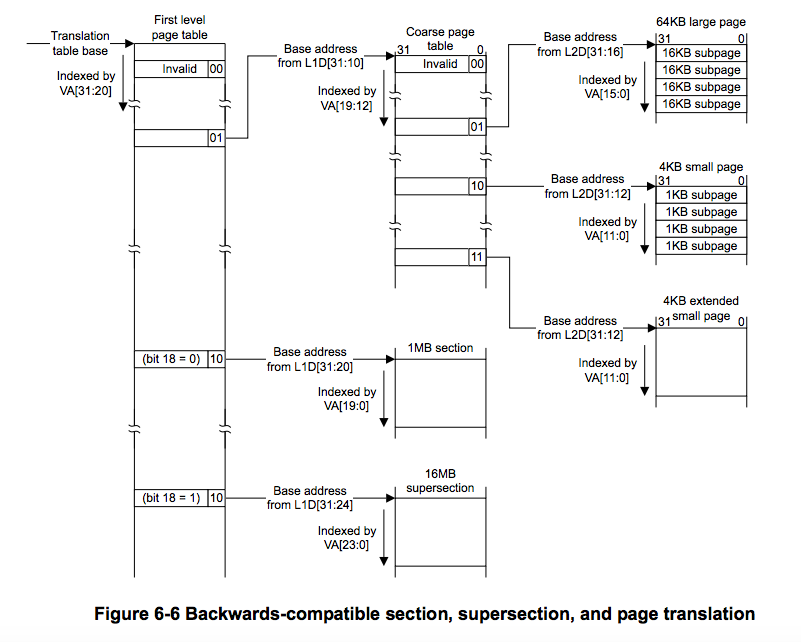 Translation
table base
First level
page table
Indexed by
VA[31:20]
Invalid 00
01
Base address
from L1D[31:10]
Coarse page
table
31 0
Invalid 00
Indexed by
VA[19:12]
01
10
11
Base address
from L2D[31:16]
Indexed by
VA[15:0]
64KB large page
31 0
16KB subpage
16KB subpage
16KB subpage
16KB subpage
Base address
from L2D[31:12]
Indexed by
VA[11:0]
4KB small page
31 0
1KB subpage
1KB subpage
1KB subpage
1KB subpage
Base address
from L2D[31:12]
Indexed by
VA[11:0]
4KB extended
small page
31 0
(bit 18 = 0) 10
Base address
from L1D[31:20]
Indexed by
VA[19:0]
1MB section
(bit 18 = 1) 10
Base address
from L1D[31:24]
Indexed by
VA[23:0]
16MB
supersection
Figure 6-6 Backwards-compatible section, supersection, and page translation